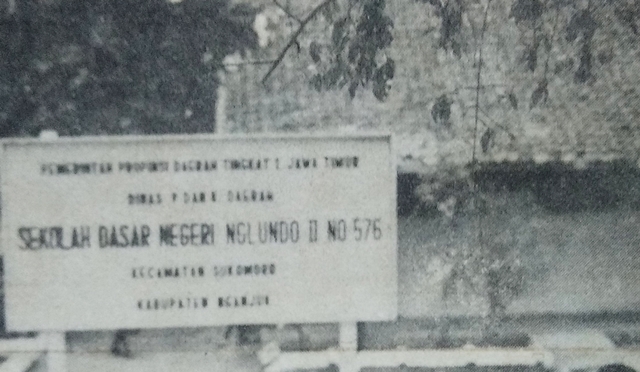 PEMERINTAH PROPINSI DAERAH TINGKAT I JAWA TIMUR
DINAS P DAN K. DAERAH
SEKOLAH DASAR NEGERI NGLUNDO II NO 576
KECAMATAN SUKOMORO
KABUPATEN NGANJUK